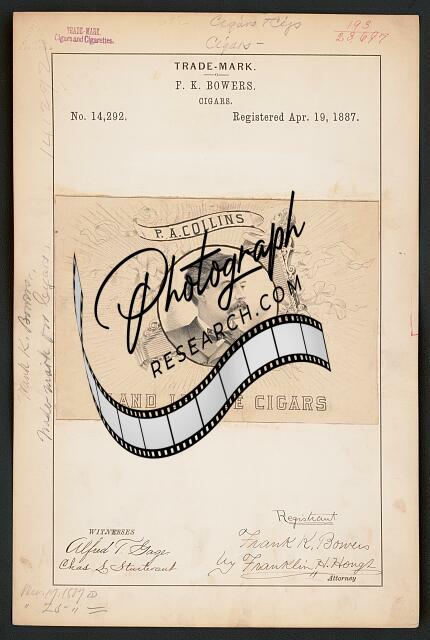 TRADE-MARK.
Cigars and Cigarettes.
Cigars & Cigs
Cigars -
TRADE-MARK.
F. K. BOWERS.
CIGARS.
No. 14,292.
Registered Apr. 19, 1887.
14,292
P. A. COLLINS
Photograph
RESEARCH.COM
AND
CIGARS
Frank K. Bowers.
Trade-mark for Cigars.
WITNESSES
Alfred T. Gage.
Chas. S. Sturtevant
Registrant
Frank K. Bowers
by Franklin H. Hough
Attorney